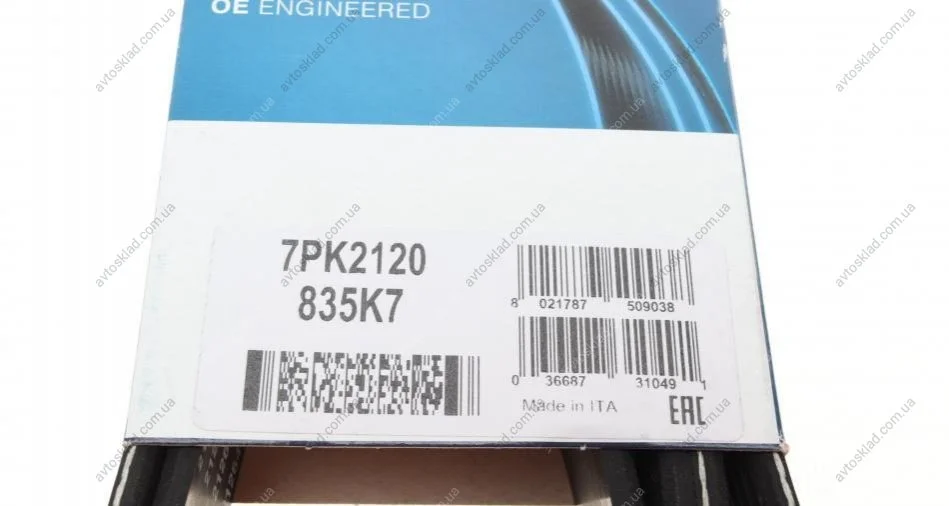 OE ENGINEERED
7PK2120
835K7
8 021787 509038
0 36687 31049 1
Made in ITA
EAC
avtosklad.com.ua